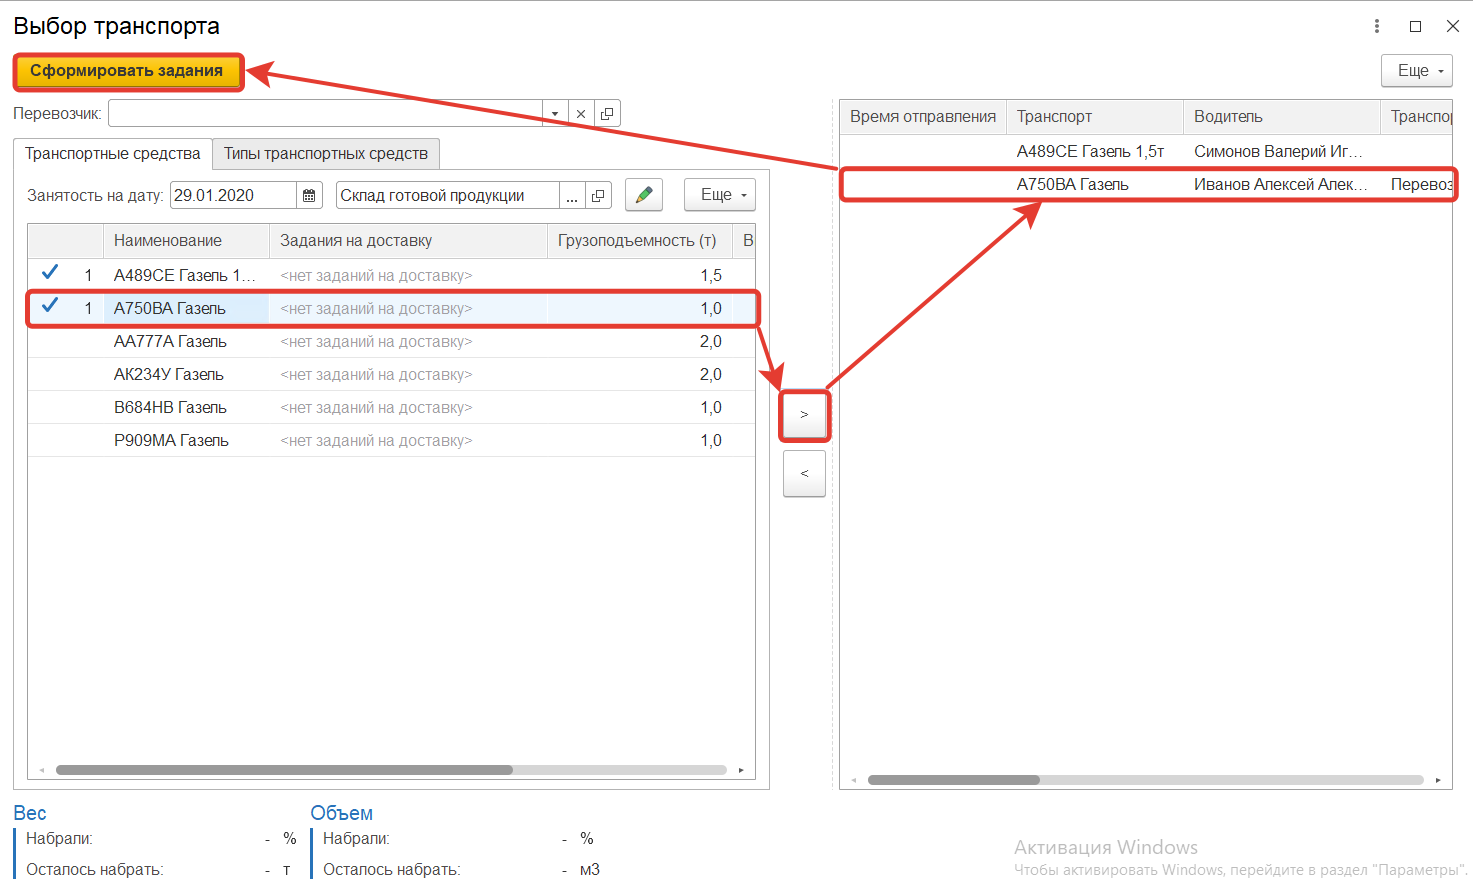 Выбор транспорта
Сформировать задания
Еще
Перевозчик:
Транспортные средства Типы транспортных средств
Занятость на дату: 29.01.2020 Склад готовой продукции ... Еще
Наименование Задания на доставку Грузоподъемность (т) В
1 А489СЕ Газель 1... <нет заданий на доставку> 1,5
1 А750ВА Газель <нет заданий на доставку> 1,0
АА777А Газель <нет заданий на доставку> 2,0
АК234У Газель <нет заданий на доставку> 2,0
В684НВ Газель <нет заданий на доставку> 1,0
Р909МА Газель <нет заданий на доставку> 1,0
>
<
Время отправления Транспорт Водитель Транспор
А489СЕ Газель 1,5т Симонов Валерий Иг...
А750ВА Газель Иванов Алексей Алек... Перевоз
Вес
Набрали: - %
Осталось набрать: - т
Объем
Набрали: - %
Осталось набрать: - м3
Активация Windows
Чтобы активировать Windows, перейдите в раздел "Параметры".